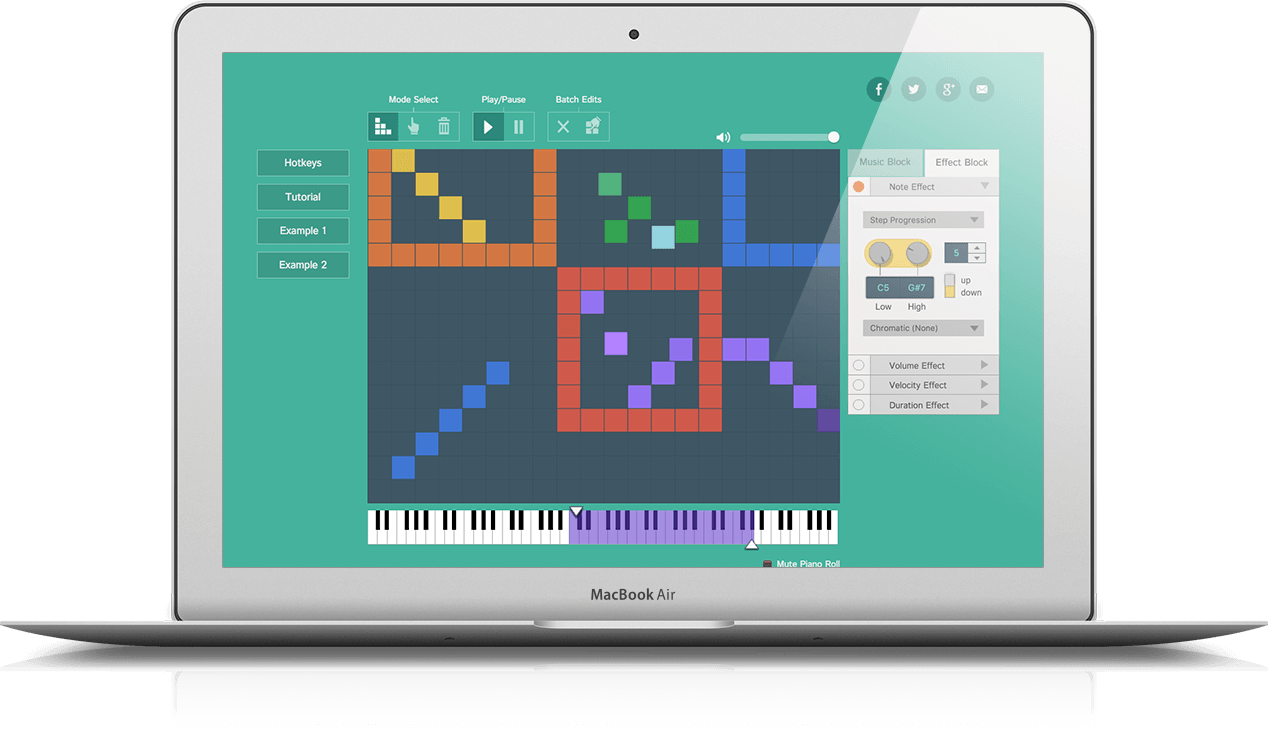 Mode Select
Play/Pause
Batch Edits
Hotkeys
Tutorial
Example 1
Example 2
f
g+
Music Block
Effect Block
Note Effect
Step Progression
5
C5
G#7
up
down
Low
High
Chromatic (None)
Volume Effect
Velocity Effect
Duration Effect
Mute Piano Roll
MacBook Air